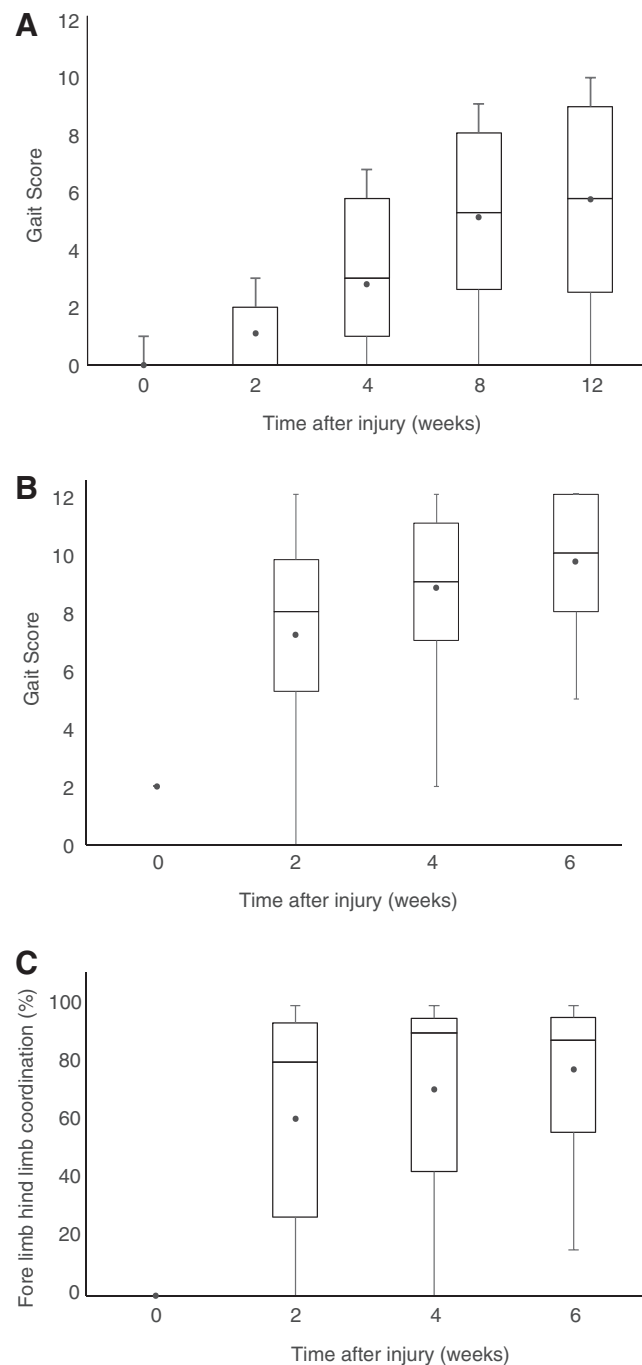 A
12
10
8
6
4
2
0
Gait Score
0 2 4 8 12
Time after injury (weeks)
B
12
10
8
6
4
2
0
Gait Score
0 2 4 6
Time after injury (weeks)
C
100
80
60
40
20
0
Fore limb hind limb coordination (%)
0 2 4 6
Time after injury (weeks)